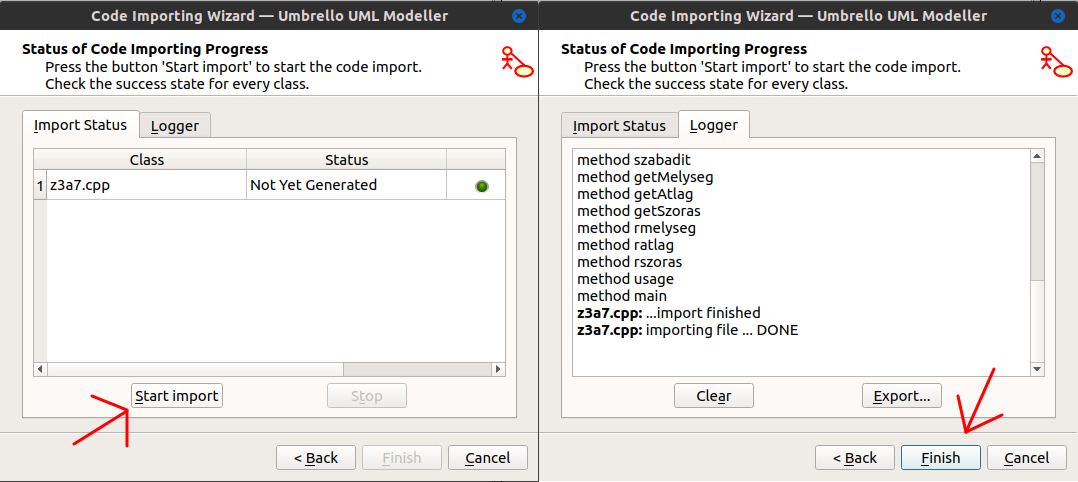 Code Importing Wizard — Umbrello UML Modeller
Status of Code Importing Progress
Press the button 'Start import' to start the code import.
Check the success state for every class.
Import Status
Logger
Class
Status
1
z3a7.cpp
Not Yet Generated
Start import
Stop
< Back
Finish
Cancel
Code Importing Wizard — Umbrello UML Modeller
Status of Code Importing Progress
Press the button 'Start import' to start the code import.
Check the success state for every class.
Import Status
Logger
method szabadit
method getMelyseg
method getAtlag
method getSzoras
method rmelyseg
method ratlag
method rszoras
method usage
method main
z3a7.cpp: ...import finished
z3a7.cpp: importing file ... DONE
Clear
Export...
< Back
Finish
Cancel